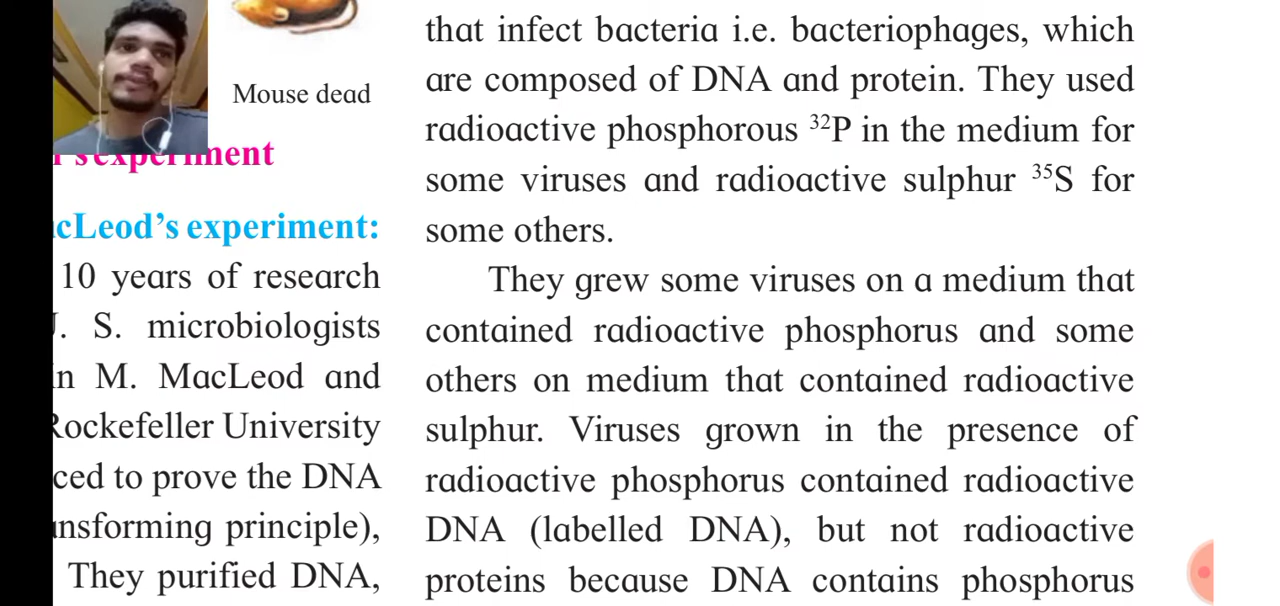 Mouse dead
's experiment
cLeod's experiment:
10 years of research
J. S. microbiologists
in M. MacLeod and
Rockefeller University
ced to prove the DNA
ansforming principle),
They purified DNA,
that infect bacteria i.e. bacteriophages, which
are composed of DNA and protein. They used
radioactive phosphorous ³²P in the medium for
some viruses and radioactive sulphur ³⁵S for
some others.
They grew some viruses on a medium that
contained radioactive phosphorus and some
others on medium that contained radioactive
sulphur. Viruses grown in the presence of
radioactive phosphorus contained radioactive
DNA (labelled DNA), but not radioactive
proteins because DNA contains phosphorus